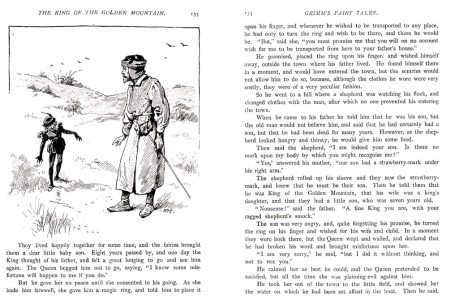 THE KING OF THE GOLDEN MOUNTAIN. 153
They lived happily together for some time, and the fairies brought
them a dear little baby boy. Eight years passed by, and one day the
King thought of his father, and felt a great longing to go and see him
again. The Queen begged him not to go, saying, "I know some mis-
fortune will happen to me if you do."
But he gave her no peace until she consented to his going. As she
bade him farewell, she gave him a magic ring, and told him to place it
GRIMM'S FAIRY TALES.
upon his finger, and wherever he wished to be transported to any place,
he had only to turn the ring and wish to be there, and there he would
be. "But," said she, "you must promise me that you will on no account
wish for me to be transported from here to your father's house."
He promised, placing the ring upon his finger, and wished himself
away, outside the town where his father lived. He found himself there
in a moment, and would have entered the town, but the sentries would
not allow him to do so, because, although the clothes he wore were very
costly, they were of a very peculiar fashion.
So he went to a hill where a shepherd was watching his flock, and
changed clothes with the man, after which no one prevented his entering
the town.
When he came to his father he told him that he was his son, but
the old man would not believe him, and said that he had certainly had a
son, but that he had been dead for many years. However, as the shep-
herd looked hungry and thirsty, he would give him some food.
Then said the shepherd, "I am indeed your son. Is there no
mark upon my body by which you might recognise me?"
"Yes," answered his mother, "our son had a strawberry-mark under
his right arm."
The shepherd rolled up his sleeve and they saw the strawberry-
mark, and knew that he must be their son. Then he told them that he
was King of the Golden Mountain, that his wife was a king's
daughter, and that they had a little son, who was seven years old.
"Nonsense!" said the father. "A fine King you are, with your
ragged shepherd's smock."
The son was very angry, and, quite forgetting his promise, he turned
the ring on his finger and wished for his wife and child. In a moment
they were both there, but the Queen wept and wailed, and declared that
he had broken his word and brought misfortune upon her.
"I am very sorry," he said, "but I did it without thinking, and
not to vex you."
He calmed her as best he could, and the Queen pretended to be
satisfied, but all the time she was planning evil against him.
He took her out of the town to the little field, and showed her
the water on which he had been set afloat in the little